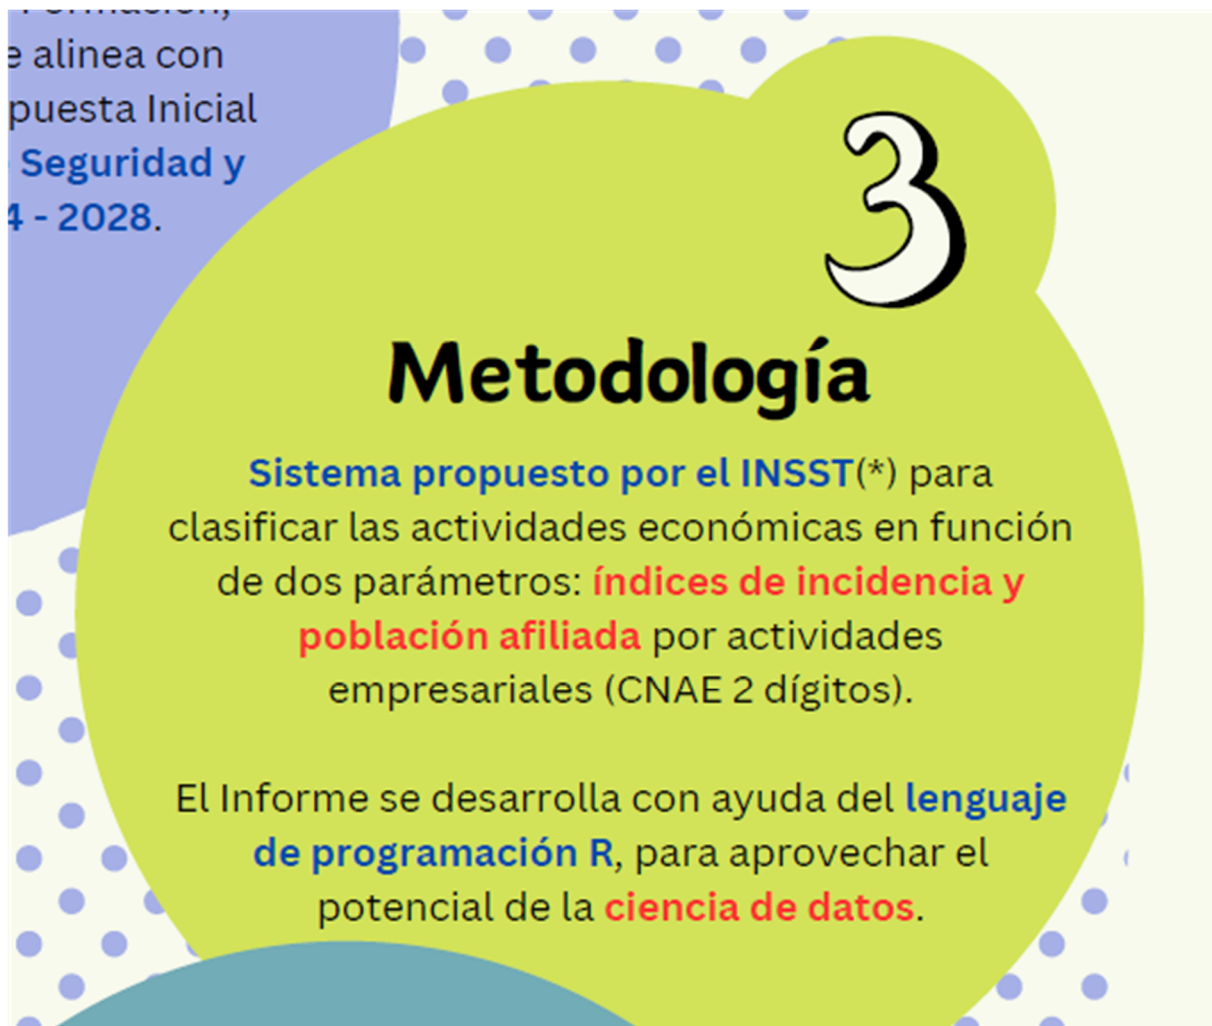 e alinea con
puesta Inicial
Seguridad y
4 - 2028.
3
Metodología
Sistema propuesto por el INSST(*) para
clasificar las actividades económicas en función
de dos parámetros: índices de incidencia y
población afiliada por actividades
empresariales (CNAE 2 dígitos).
El Informe se desarrolla con ayuda del lenguaje
de programación R, para aprovechar el
potencial de la ciencia de datos.